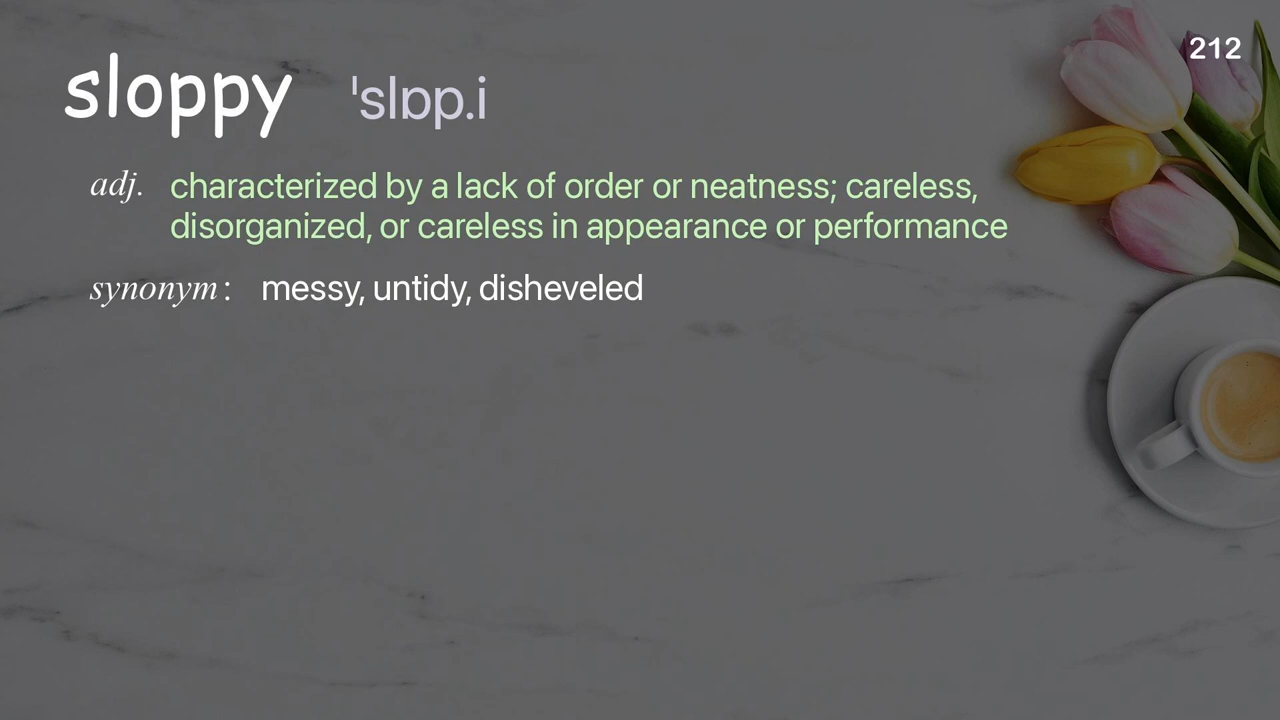 212
sloppy ˈslɒp.i
adj. characterized by a lack of order or neatness; careless,
disorganized, or careless in appearance or performance
synonym : messy, untidy, disheveled